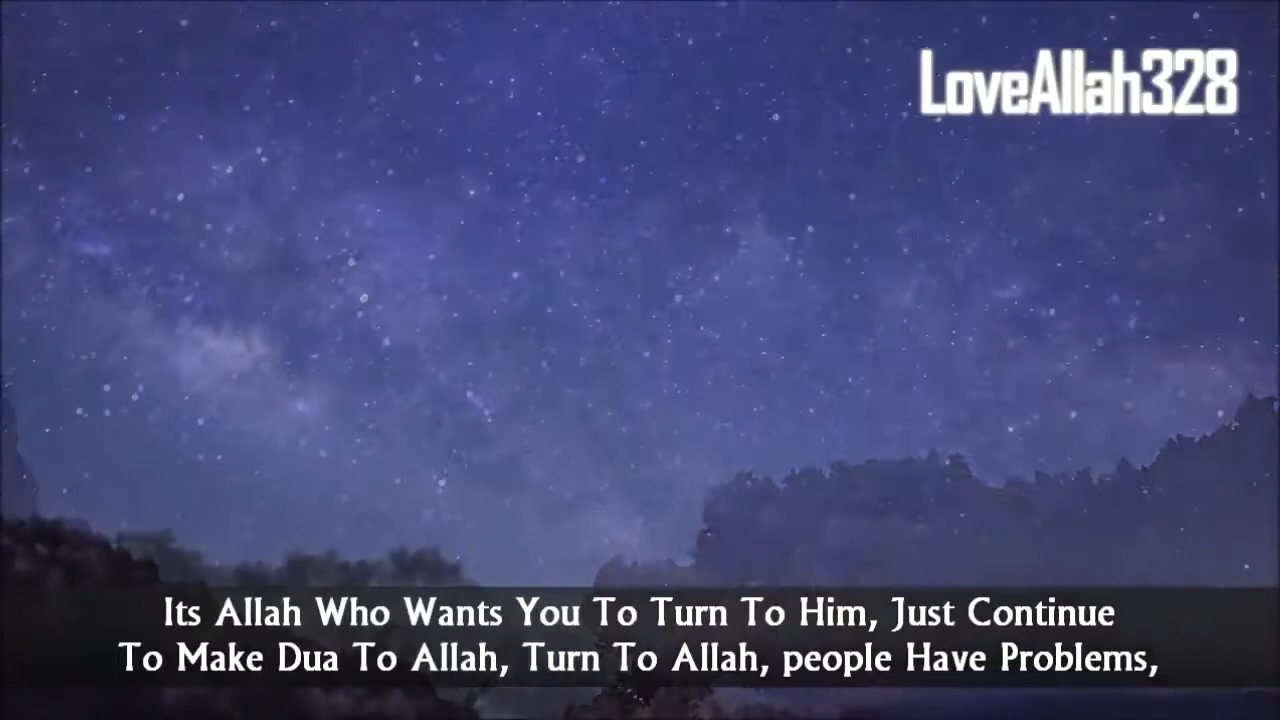 LoveAllah328
Its Allah Who Wants You To Turn To Him, Just Continue
To Make Dua To Allah, Turn To Allah, people Have Problems,